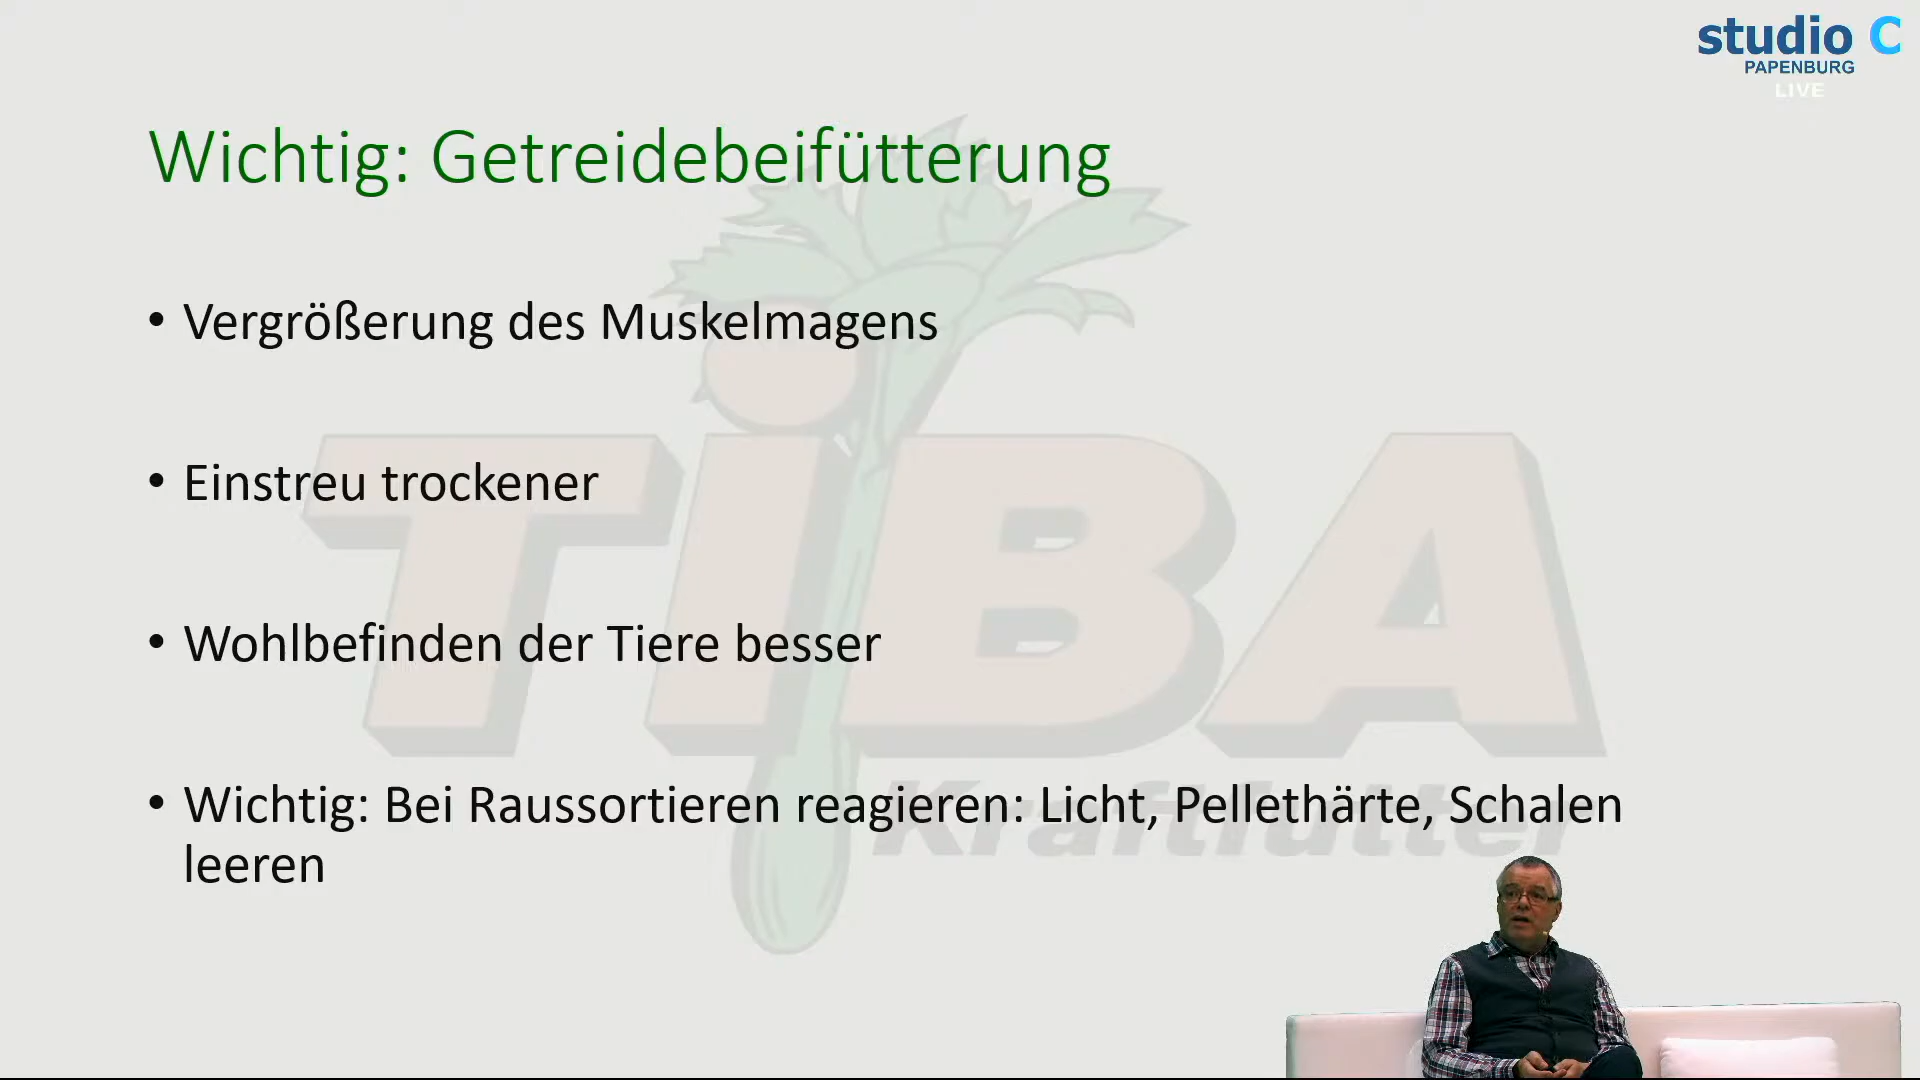 studio C
PAPENBURG
LIVE
Wichtig: Getreidebeifütterung
• Vergrößerung des Muskelmagens
• Einstreu trockener
• Wohlbefinden der Tiere besser
• Wichtig: Bei Raussortieren reagieren: Licht, Pellethärte, Schalen
leeren
TiBA
Kraftfutter